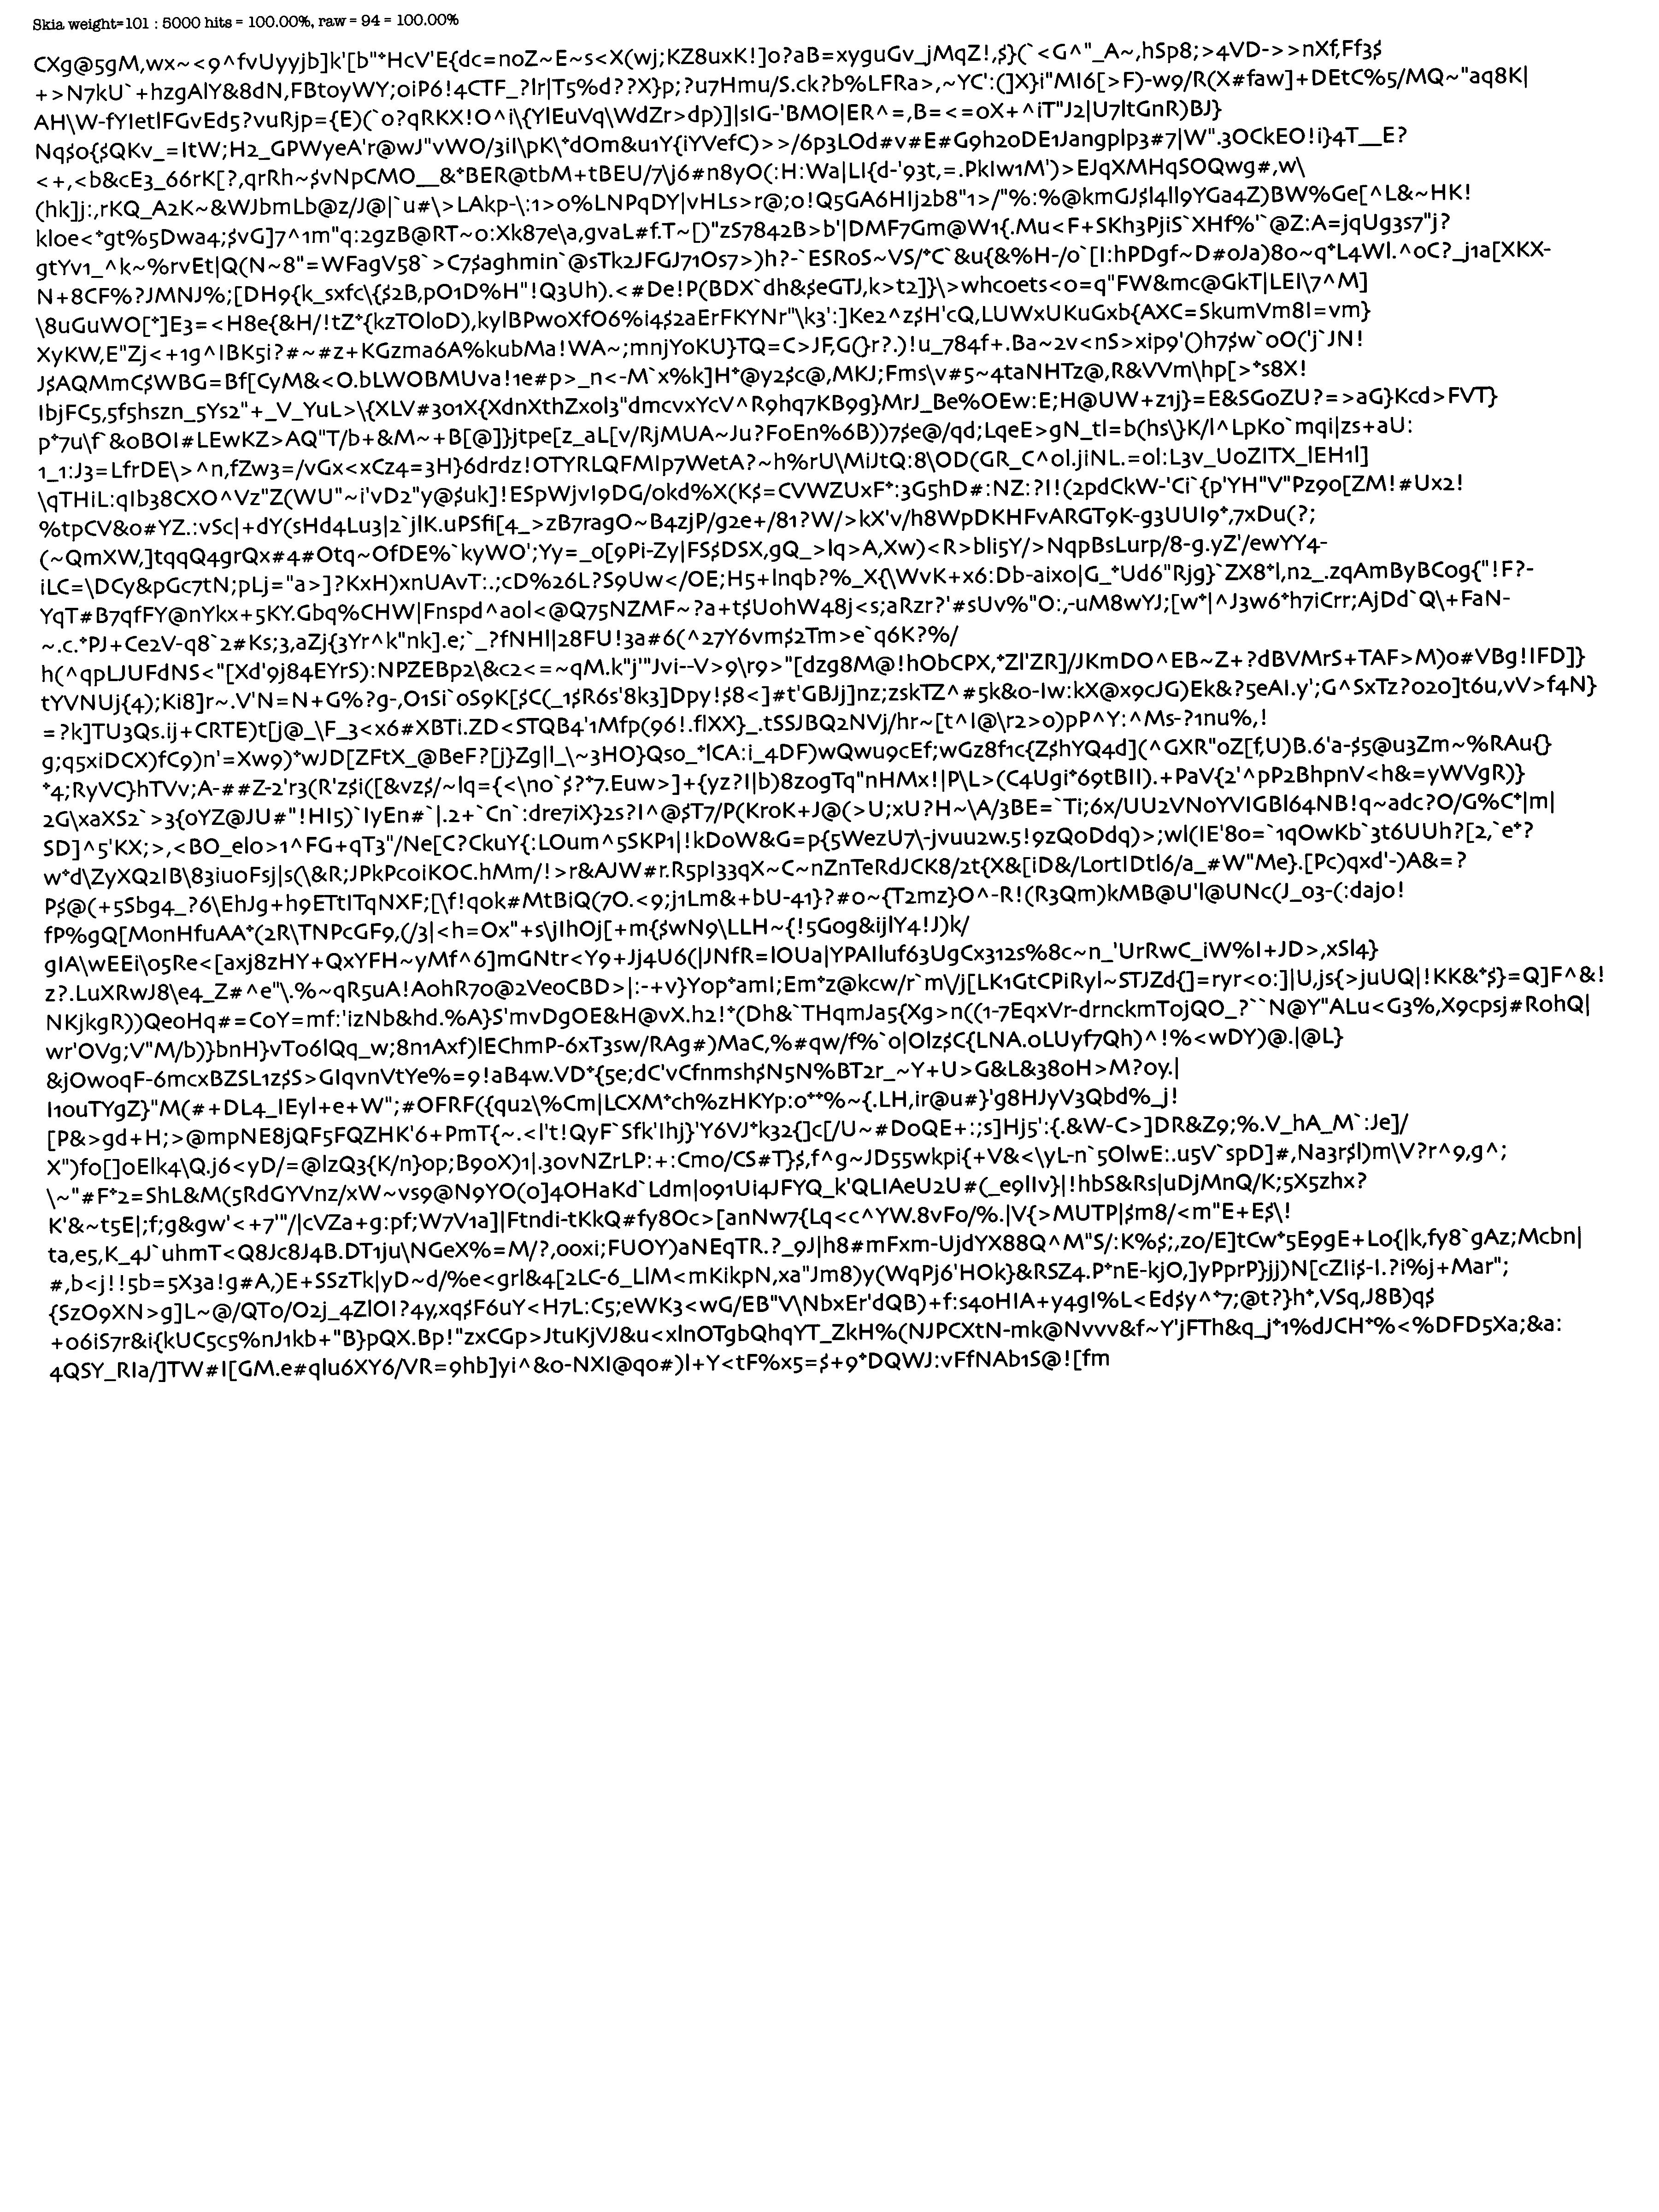 Skia weight=101 : 5000 hits = 100.00%, raw = 94 = 100.00%
CXg@5gM,wx~<9^fvUyyjb]k'[b"*HcV'E{dc=noZ~E~s<X(wj;KZ8uxK!]o?aB=xyguGv_jMqZ!,$}(`<G^"_A~,hSp8;>4VD->>nXf,Ff3$
+>N7kU`+hzgAlY&8dN,FBtoyWY;oiP6!4CTF_?lr|T5%d??X}p;?u7Hmu/S.ck?b%LFRa>,~YC':(]X}i"MI6[>F)-w9/R(X#faw]+DEtC%5/MQ~"aq8K|
AH\W-fYIetlFGvEd5?vuRjp={E)(`o?qRKX!O^i\{YlEuVq\WdZr>dp)]|sIG-'BMO|ER^=,B=<=oX+^iT"J2|U7ltGnR)BJ}
Nq$o{$QKv_=ItW;H2_GPWyeA'r@wJ"vWO/3iI\pK\*dOm&u1Y{iYVefC)>>/6p3LOd#v#E#G9h20DE1Jangplp3#7|W".3OCkEO!i}4T__E?
<+,<b&cE3_66rK[?,qrRh~$vNpCMO__&*BER@tbM+tBEU/7\j6#n8yO(:H:Wa|LI{d-'93t,=.PkIw1M')>EJqXMHqSOQwg#,w\
(hk]j:,rKQ_A2K~&WJbmLb@z/J@|`u#\>LAkp-\:1>0%LNPqDY|vHLs>r@;o!Q5GA6HIj2b8"1>/"%:%@kmGJ$l4lI9YGa4Z)BW%Ge[^L&~HK!
kloe<*gt%5Dwa4;$vG]7^1m"q:2gzB@RT~o:Xk87e\a,gvaL#f.T~[)"zS7842B>b'|DMF7Gm@W1{.Mu<F+SKh3PjiS`XHf%'`@Z:A=jqUg3s7"j?
gtYv1_^k~%rvEt|Q(N~8"=WFagV58`>C7$aghmin`@sTk2JFGJ71Os7>)h?-`ESRoS~VS/*C`&u{&%H-/o`[I:hPDgf~D#0Ja)80~q*L4Wl.^oC?_j1a[XKX-
N+8CF%?JMNJ%;[DH9{k_sxfc\{$2B,pO1D%H"!Q3Uh).<#De!P(BDX`dh&$eGTJ,k>t2]}\>whcoets<o=q"FW&mc@GkT|LEI\7^M]
\8uGuWO[*]E3=<H8e{&H/!tZ*{kzTOloD),kylBPwoXfO6%i4$2aErFKYNr"\k3':]Ke2^z$H'cQ,LUWxUKuGxb{AXC=SkumVm8I=vm}
XyKW,E"Zj<+1g^IBK5i?#~#z+KGzma6A%kubMa!WA~;mnjYoKU}TQ=C>JF,G(}r?.)!u_784f+.Ba~2v<nS>xip9'()h7$w`oO('j`JN!
J$AQMmC$WBG=Bf[CyM&<O.bLWOBMUva!1e#p>_n<-M`x%k]H*@y2$c@,MKJ;Fms\v#5~4taNHTz@,R&VVm\hp[>*s8X!
IbjFC5,5f5hszn_5Ys2"+_V_YuL>\{XLV#301X{XdnXthZxol3"dmcvxYcV^R9hq7KB9g}MrJ_Be%OEw:E;H@UW+z1j}=E&SG0ZU?=>aG}Kcd>FVT}
p*7u\f`&oBOI#LEwKZ>AQ"T/b+&M~+B[@]}jtpe[z_aL[v/RjMUA~Ju?FoEn%6B))7$e@/qd;LqeE>gN_tl=b(hs\}K/l^LpKo`mqi|zs+aU:
1_1:J3=LfrDE\>^n,fZw3=/vGx<xCz4=3H}6drdz!OTYRLQFMIp7WetA?~h%rU\MiJtQ:8\OD(GR_C^ol.jiNL.=ol:L3v_UoZITX_lEH1l]
\qTHiL:qIb38CXO^Vz"Z(WU"~i'vD2"y@$uk]!ESpWjvI9DG/okd%X(K$=CVWZUxF*:3G5hD#:NZ:?I!(2pdCkW-'Ci`{p'YH"V"Pz90[ZM!#Ux2!
%tpCV&o#YZ.:vSc|+dY(sHd4Lu3|2`jlK.uPSfi[4_>zB7ragO~B4zjP/g2e+/81?W/>kX'v/h8WpDKHFvARGT9K-g3UUI9*,7xDu(?;
(~QmXW,]tqqQ4grQx#4#Otq~OfDE%`kyWO';Yy=_0[9Pi-Zy|FS$DSX,gQ_>lq>A,Xw)<R>bli5Y/>NqpBsLurp/8-g.yZ'/ewYY4-
iLC=\DCy&pGc7tN;pLj="a>]?KxH)xnUAvT:.;cD%26L?S9Uw</OE;H5+Inqb?%_X{\WvK+x6:Db-aixo|G_*Ud6"Rjg}`ZX8*l,n2_.zqAmByBCog{"!F?-
YqT#B7qfFY@nYkx+5KY.Gbq%CHW|Fnspd^aol<@Q75NZMF~?a+t$UohW48j<s;aRzr?'#sUv%"O:,-uM8wYJ;[w*|^J3w6*h7iCrr;AjDd`Q\+FaN-
~.c.*PJ+Ce2V-q8`2#Ks;3,aZj{3Yr^k"nk].e;`_?fNHl|28FU!3a#6(^27Y6vm$2Tm>e`q6K?%/
h(^qpLJUFdNS<"[Xd'9j84EYrS):NPZEBp2\&c2<=~qM.k"j'"Jvi--V>9\r9>"[dzg8M@!hObCPX,*Zl'ZR]/JKmDO^EB~Z+?dBVMrS+TAF>M)o#VBg!IFD]}
tYVNUj{4);Ki8]r~.V'N=N+G%?g-,O1Si`oS9K[$C(_1$R6s'8k3]Dpy!$8<]#t'GBJj]nz;zskTZ^#5k&o-Iw:kX@x9cJG)Ek&?5eAI.y';G^SxTz?020]t6u,vV>f4N}
=?k]TU3Qs.ij+CRTE)t[j@_\F_3<x6#XBTi.ZD<STQB4'1Mfp(96!.flXX}_.tSSJBQ2NVj/hr~[t^I@\r2>o)pP^Y:^Ms-?1nu%,!
g;q5xiDCX)fC9)n'=Xw9)*wJD[ZFtX_@BeF?[j}Zg|l_\~3HO}Qso_*lCA:i_4DF)wQwu9cEf;wGz8f1c{Z$hYQ4d](^GXR"oZ[f,U)B.6'a-$5@u3Zm~%RAu{}
*4;RyVC}hTVv;A-##Z-2'r3(R'z$i([&vz$/~Iq={<\no`$?*7.Euw>]+{yz?I|b)8zogTq"nHMx!|P\L>(C4Ugi*69tBII).+PaV{2'^pP2BhpnV<h&=yWVgR)}
2G\xaXS2`>3{oYZ@JU#"!HI5)`IyEn#`|.2+`Cn`:dre7iX}2s?I^@$T7/P(KroK+J@(>U;xU?H~\A/3BE=`Ti;6x/UU2VNoYVIGBl64NB!q~adc?O/G%C*|m|
SD]^5'KX;>,<BO_elo>1^FG+qT3"/Ne[C?CkuY{:LOum^5SKP1|!kDoW&G=p{5WezU7\-jvuu2w.5!9zQoDdq)>;wl(IE'80=`1qOwKb`3t6UUh?[2,`e*?
w*d\ZyXQ2IB\83iuoFsj|s(\&R;JPkPcoiKOC.hMm/!>r&AJW#r.R5pI33qX~C~nZnTeRdJCK8/2t{X&[iD&/LortIDtl6/a_#W"Me}.[Pc)qxd'-)A&=?
P$@(+5Sbg4_?6\EhJg+h9ETtITqNXF;[\f!qok#MtBiQ(7O.<9;j1Lm&+bU-41}?#o~{T2mz}O^-R!(R3Qm)kMB@U'l@UNc(J_03-(:dajo!
fP%gQ[MonHfuAA*(2R\TNPcGF9,(/3|<h=Ox"+s\jIhOj[+m{$wN9\LLH~{!5Gog&ijlY4!J)k/
gIA\wEEi\o5Re<[axj8zHY+QxYFH~yMf^6]mGNtr<Y9+Jj4U6(|JNfR=lOUa|YPAIluf63UgCx312s%8c~n_'UrRwC_iW%I+JD>,xSl4}
z?.LuXRwJ8\e4_Z#^e"\.%~qR5uA!AohR70@2VeoCBD>|:-+v}Yop*amI;Em*z@kcw/r`m\/j[LK1GtCPiRyl~STJZd{]=ryr<o:]|U,js{>juUQ|!KK&*$}=Q]F^&!
NKjkgR))QeoHq#=CoY=mf:'izNb&hd.%A}S'mvDgOE&H@vX.h2!*(Dh&`THqmJa5{Xg>n((1-7EqxVr-drnckmTojQO_?``N@Y"ALu<G3%,X9cpsj#RohQ|
wr'OVg;V"M/b)}bnH}vTo6lQq_w;8n1Axf)lEChmP-6xT3sw/RAg#)MaC,%#qw/f%`o|Olz$C{LNA.oLUyf7Qh)^!%<wDY)@.|@L}
&jOwoqF-6mcxBZSL1z$S>GIqvnVtYe%=9!aB4w.VD*{5e;dC'vCfnmsh$N5N%BT2r_~Y+U>G&L&38oH>M?oy.|
I1ouTYgZ}"M(#+DL4_IEyl+e+W";#OFRF({qu2\%Cm|LCXM*ch%zHKYp:o**%~{.LH,ir@u#}'g8HJyV3Qbd%_j!
[P&>gd+H;>@mpNE8jQF5FQZHK'6+PmT{~.<l't!QyF`Sfk'Ihj}'Y6VJ*k32{]c[/U~#DoQE+:;s]Hj5':{.&W-C>]DR&Z9;%.V_hA_M`:Je]/
X")fo[]oElk4\Q.j6<yD/=@lzQ3{K/n}op;B9oX)1|.30vNZrLP:+:Cmo/CS#T}$,f^g~JD55wkpi{+V&<\yL-n`5OlwE:.u5V`spD]#,Na3r$l)m\V?r^9,g^;
\~"#F*2=ShL&M(5RdGYVnz/xW~vs9@N9YO(o]4OHaKd`Ldm|o91Ui4JFYQ_k'QLIAeU2U#(_e9lIv}|!hbS&Rs|uDjMnQ/K;5X5zhx?
K'&~t5E|;f;g&gw'<+7'"/|cVZa+g:pf;W7V1a]|Ftndi-tKkQ#fy8Oc>[anNw7{Lq<c^YW.8vFo/%.|V{>MUTP|$m8/<m"E+E$\!
ta,e5,K_4J`uhmT<Q8Jc8J4B.DT1ju\NGeX%=M/?,ooxi;FUOY)aNEqTR.?_9J|h8#mFxm-UjdYX88Q^M"S/:K%$;,zo/E]tCw*5E9gE+Lo{|k,fy8`gAz;Mcbn|
#,b<j!!5b=5X3a!g#A,)E+SSzTk|yD~d/%e<grl&4[2LC-6_LlM<mKikpN,xa"Jm8)y(WqPj6'HOk}&RSZ4.P*nE-kjO,]yPprP}jj)N[cZIi$-I.?i%j+Mar";
{SzO9XN>g]L~@/QTo/O2j_4ZlOI?4y,xq$F6uY<H7L:C5;eWK3<wG/EB"V\NbxEr'dQB)+f:s4oHIA+y4gI%L<Ed$y^*7;@t?}h*,VSq,J8B)q$
+o6iS7r&i{kUC5c5%nJ1kb+"B}pQX.Bp!"zxCGp>JtuKjVJ&u<xlnOTgbQhqYT_ZkH%(NJPCXtN-mk@Nvvv&f~Y'jFTh&q_j*1%dJCH*%<%DFD5Xa;&a:
4QSY_RIa/]TW#I[GM.e#qlu6XY6/VR=9hb]yi^&o-NXI@qo#)l+Y<tF%x5=$+9*DQWJ:vFfNAb1S@![fm